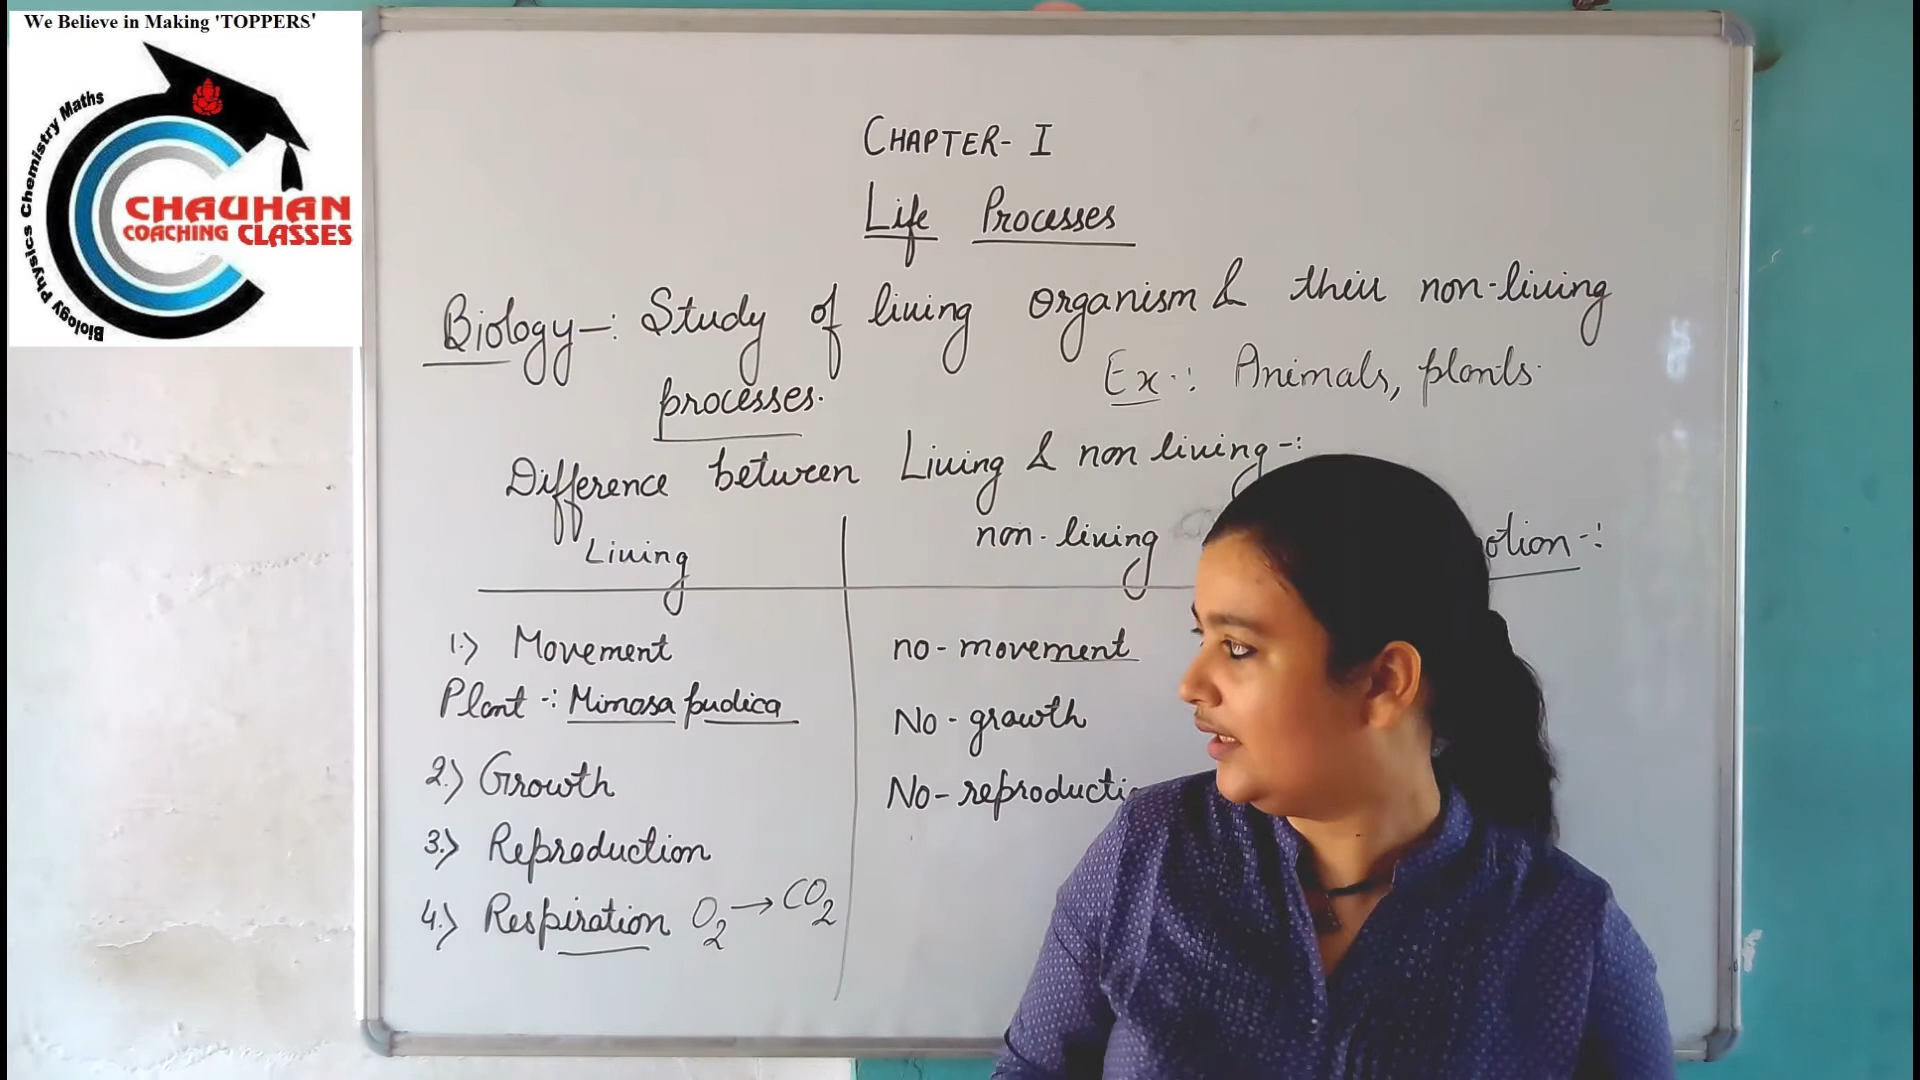 We Believe in Making 'TOPPERS'
Biology Physics Chemistry Maths
CHAUHAN
COACHING CLASSES
CHAPTER- I
Life Processes
Biology-: Study of living organism & their non-living
processes.
Ex-: Animals, plants.
Difference between Living & non living-:
Living
non-living
otion-:
1.) Movement
no-movement
Plant-: Mimosa pudica
No-growth
2.) Growth
No-reproductio
3.) Reproduction
4.) Respiration O2 → CO2